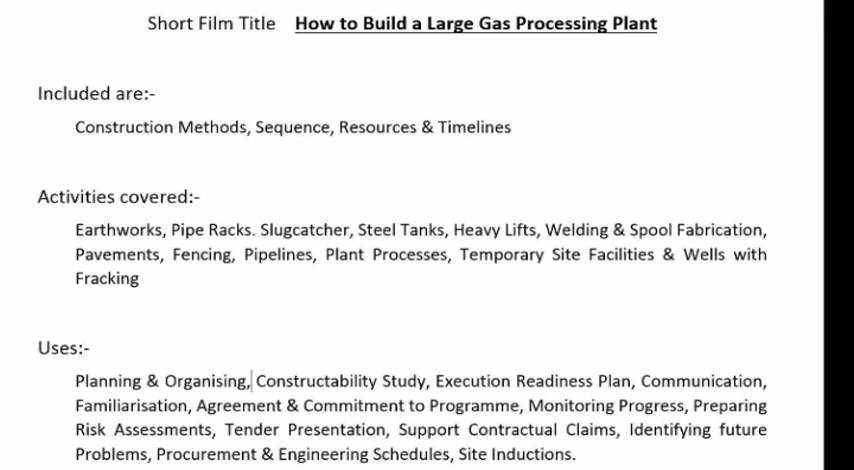 Short Film Title How to Build a Large Gas Processing Plant
Included are:-
Construction Methods, Sequence, Resources & Timelines
Activities covered:-
Earthworks, Pipe Racks. Slugcatcher, Steel Tanks, Heavy Lifts, Welding & Spool Fabrication,
Pavements, Fencing, Pipelines, Plant Processes, Temporary Site Facilities & Wells with
Fracking
Uses:-
Planning & Organising, Constructability Study, Execution Readiness Plan, Communication,
Familiarisation, Agreement & Commitment to Programme, Monitoring Progress, Preparing
Risk Assessments, Tender Presentation, Support Contractual Claims, Identifying future
Problems, Procurement & Engineering Schedules, Site Inductions.